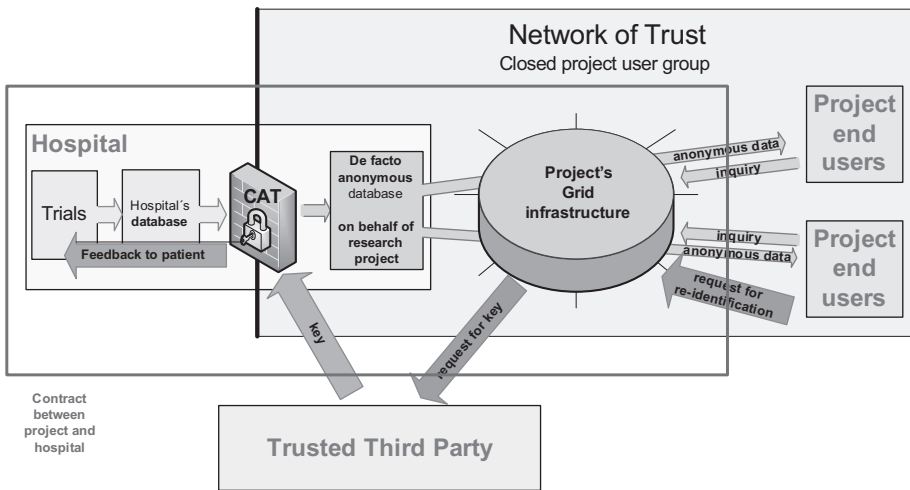 Network of Trust
Closed project user group
Hospital
Trials
Hospital´s
database
Feedback to patient
CAT
De facto
anonymous
database
on behalf of
research
project
Project's
Grid
infrastructure
anonymous data
inquiry
Project
end
users
inquiry
anonymous data
request for
re-identification
Project
end
users
key
request for key
Contract
between
project and
hospital
Trusted Third Party